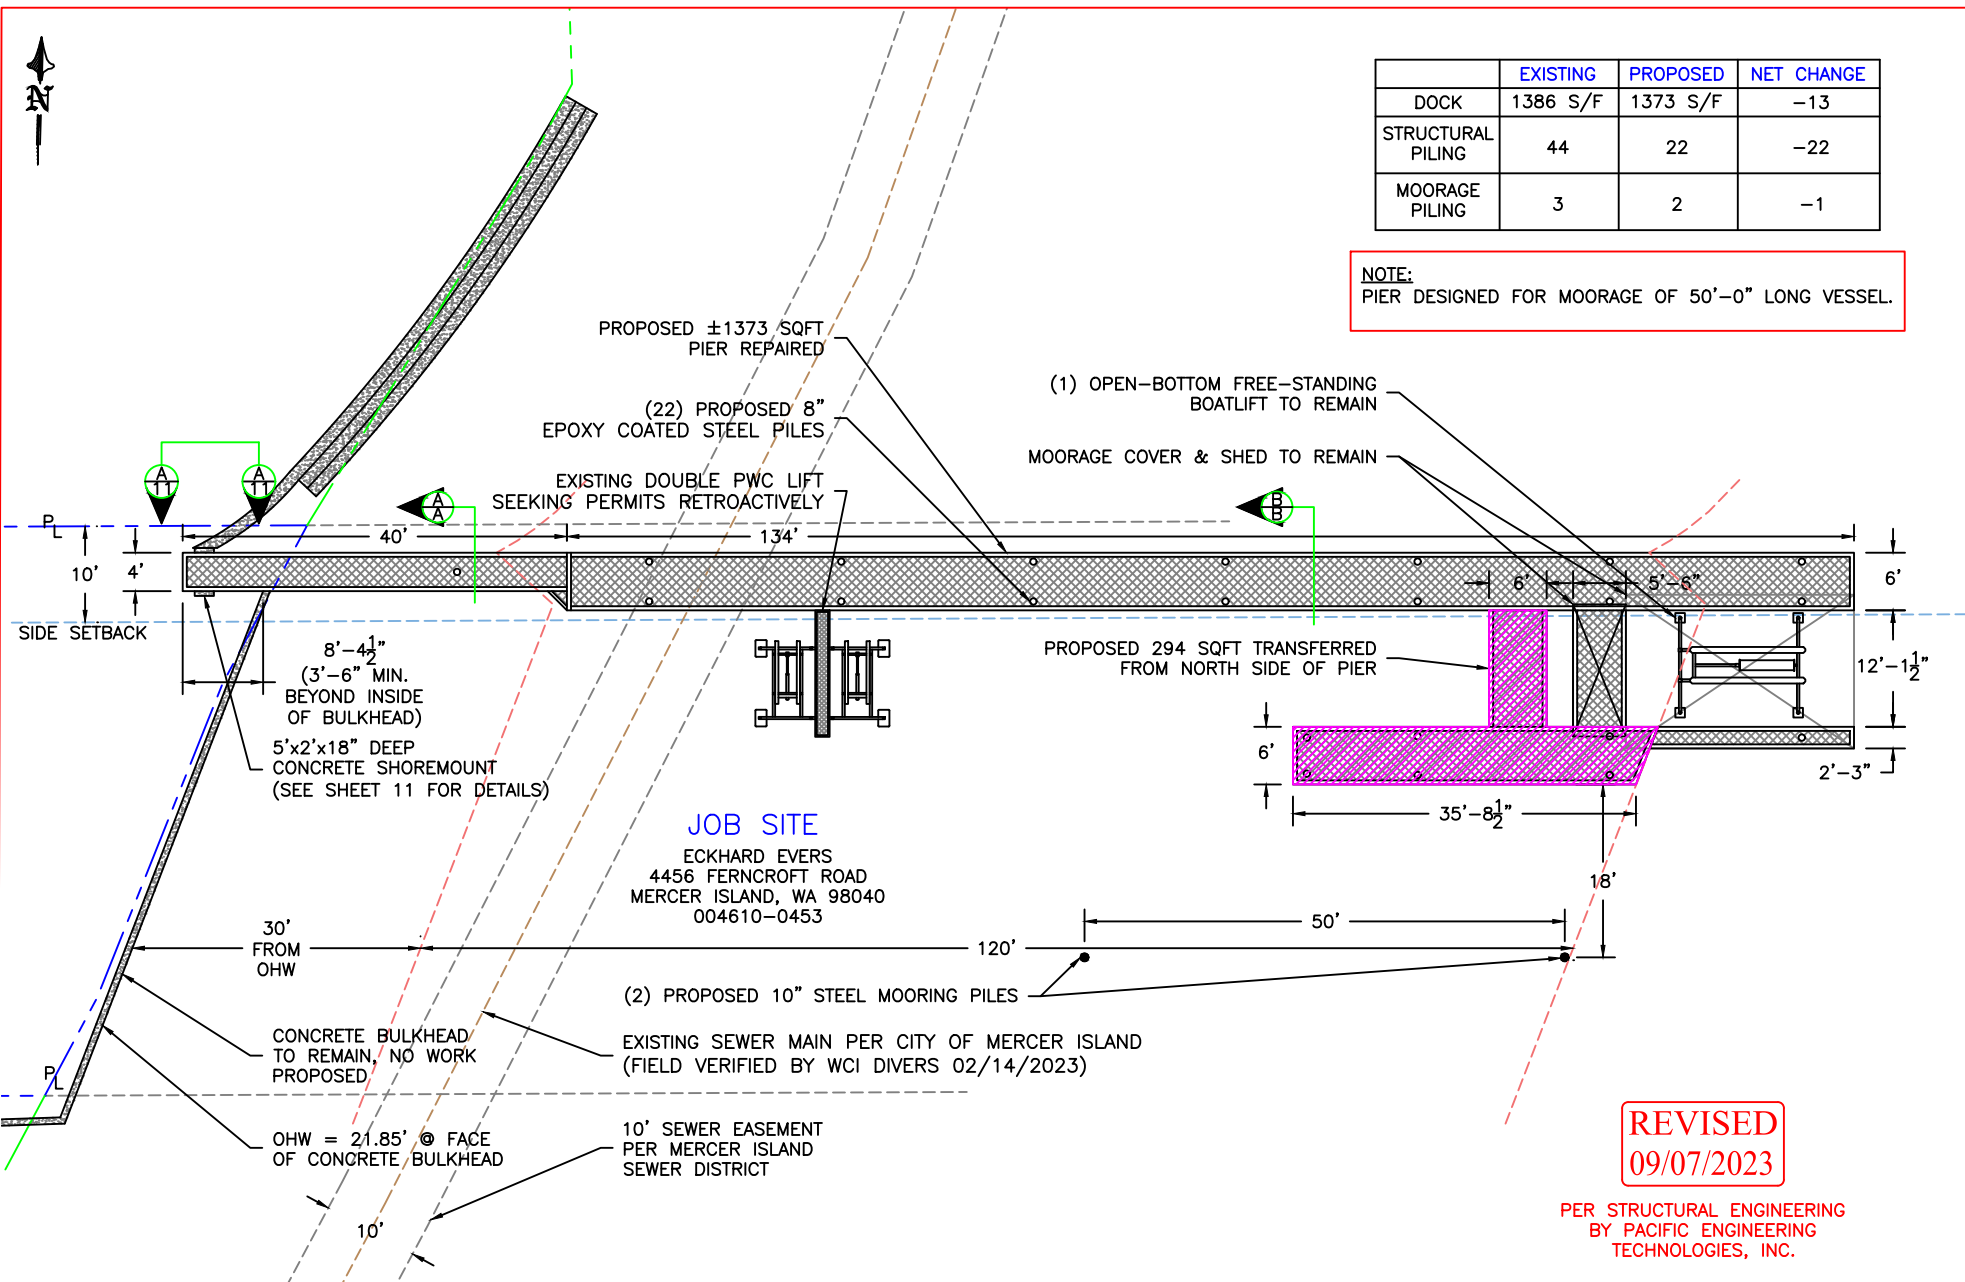 N
EXISTING PROPOSED NET CHANGE
DOCK 1386 S/F 1373 S/F −13
STRUCTURAL
PILING 44 22 −22
MOORAGE
PILING 3 2 −1
NOTE:
PIER DESIGNED FOR MOORAGE OF 50'−0" LONG VESSEL.
PROPOSED ±1373 SQFT
PIER REPAIRED
(22) PROPOSED 8"
EPOXY COATED STEEL PILES
EXISTING DOUBLE PWC LIFT
SEEKING PERMITS RETROACTIVELY
(1) OPEN−BOTTOM FREE−STANDING
BOATLIFT TO REMAIN
MOORAGE COVER & SHED TO REMAIN
A
11
A
11
A
A
B
B
PL
40'
134'
10'
4'
6'
5'−6"
6'
SIDE SETBACK
8'−4½"
(3'−6" MIN.
BEYOND INSIDE
OF BULKHEAD)
5'x2'x18" DEEP
CONCRETE SHOREMOUNT
(SEE SHEET 11 FOR DETAILS)
PROPOSED 294 SQFT TRANSFERRED
FROM NORTH SIDE OF PIER
12'−1½"
6'
2'−3"
35'−8½"
18'
JOB SITE
ECKHARD EVERS
4456 FERNCROFT ROAD
MERCER ISLAND, WA 98040
004610−0453
50'
30'
FROM
OHW
120'
(2) PROPOSED 10" STEEL MOORING PILES
CONCRETE BULKHEAD
TO REMAIN, NO WORK
PROPOSED
EXISTING SEWER MAIN PER CITY OF MERCER ISLAND
(FIELD VERIFIED BY WCI DIVERS 02/14/2023)
PL
OHW = 21.85' @ FACE
OF CONCRETE BULKHEAD
10' SEWER EASEMENT
PER MERCER ISLAND
SEWER DISTRICT
10'
REVISED
09/07/2023
PER STRUCTURAL ENGINEERING
BY PACIFIC ENGINEERING
TECHNOLOGIES, INC.